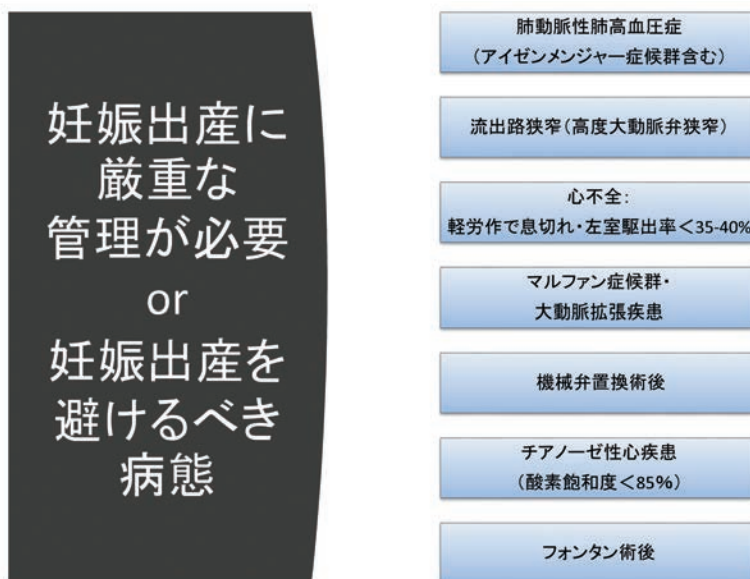 妊娠出産に
厳重な
管理が必要
or
妊娠出産を
避けるべき
病態
肺動脈性肺高血圧症
（アイゼンメンジャー症候群含む）
流出路狭窄（高度大動脈弁狭窄）
心不全：
軽労作で息切れ・左室駆出率＜35-40%
マルファン症候群・
大動脈拡張疾患
機械弁置換術後
チアノーゼ性心疾患
（酸素飽和度＜85%）
フォンタン術後